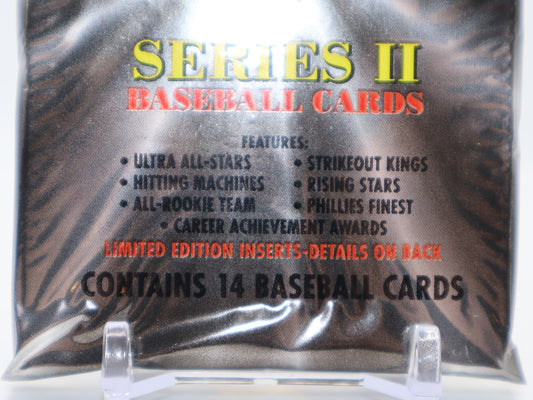 SERIES II
BASEBALL CARDS
FEATURES:
• ULTRA ALL-STARS • STRIKEOUT KINGS
• HITTING MACHINES • RISING STARS
• ALL-ROOKIE TEAM • PHILLIES FINEST
• CAREER ACHIEVEMENT AWARDS
LIMITED EDITION INSERTS-DETAILS ON BACK
CONTAINS 14 BASEBALL CARDS